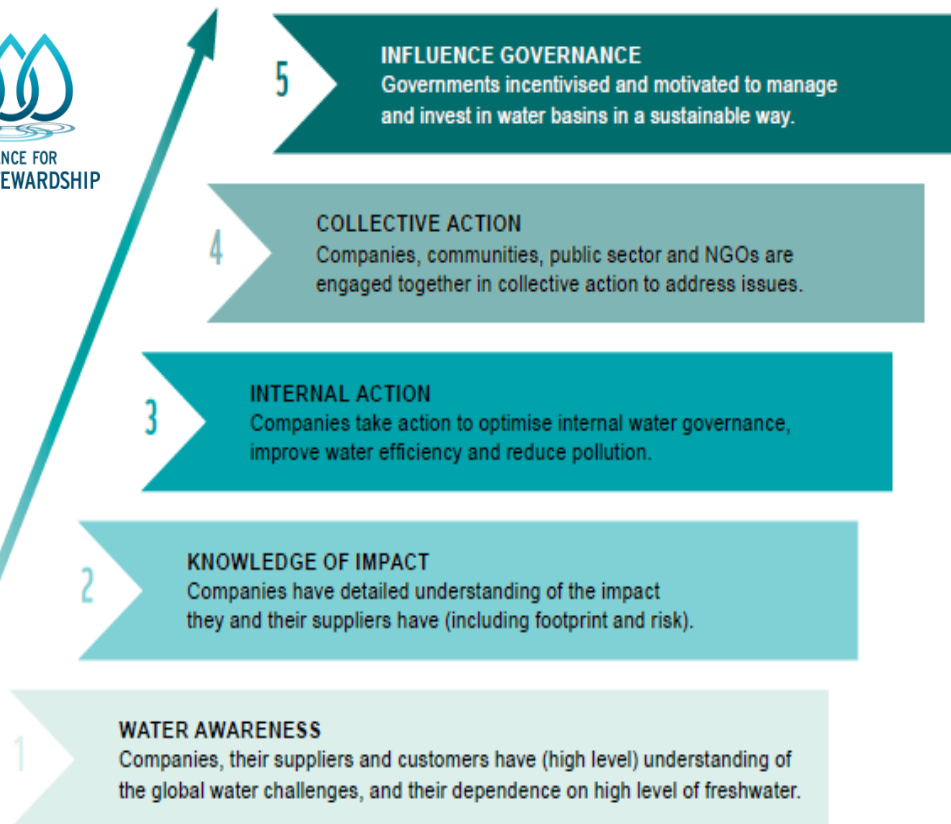 NCE FOR
EWARDSHIP
5
INFLUENCE GOVERNANCE
Governments incentivised and motivated to manage
and invest in water basins in a sustainable way.
4
COLLECTIVE ACTION
Companies, communities, public sector and NGOs are
engaged together in collective action to address issues.
3
INTERNAL ACTION
Companies take action to optimise internal water governance,
improve water efficiency and reduce pollution.
2
KNOWLEDGE OF IMPACT
Companies have detailed understanding of the impact
they and their suppliers have (including footprint and risk).
1
WATER AWARENESS
Companies, their suppliers and customers have (high level) understanding of
the global water challenges, and their dependence on high level of freshwater.